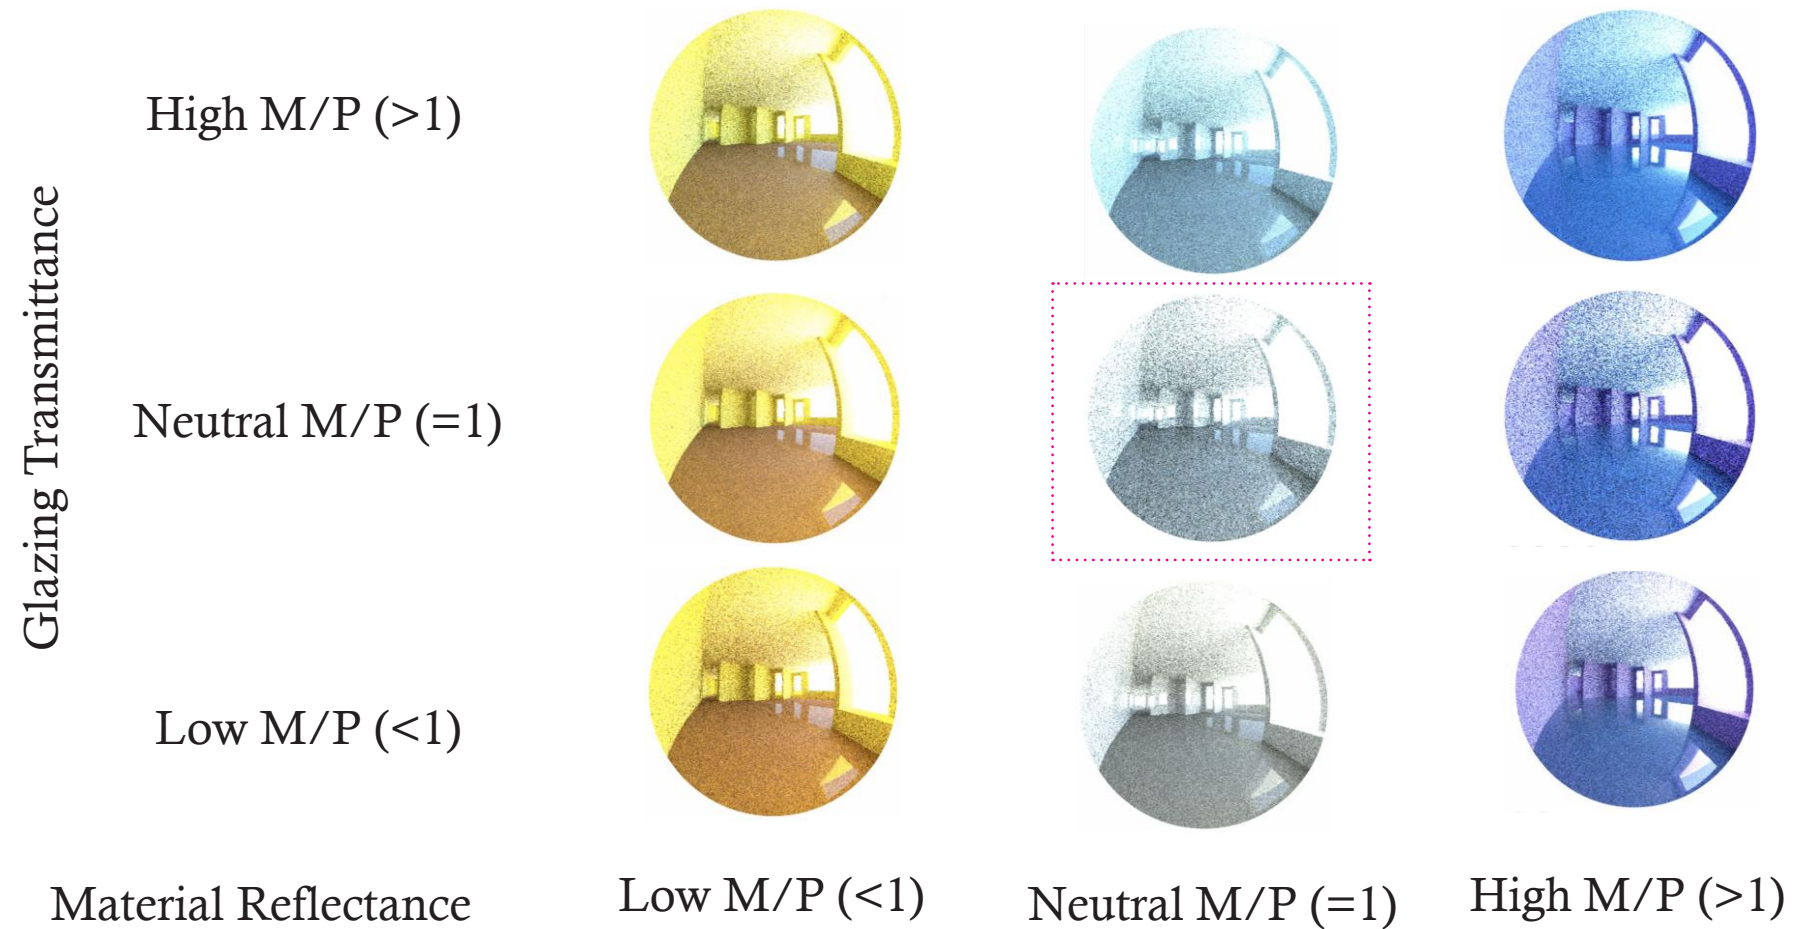 High M/P (>1)
Glazing Transmittance
Neutral M/P (=1)
Low M/P (<1)
Material Reflectance
Low M/P (<1)
Neutral M/P (=1)
High M/P (>1)